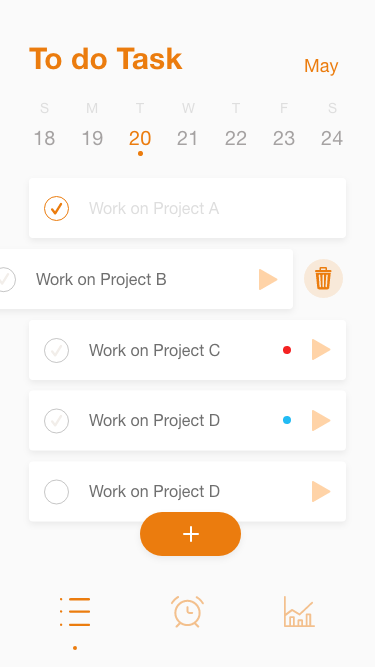 To do Task
May
S M T W T F S
18 19 20 21 22 23 24
Work on Project A
Work on Project B
Work on Project C
Work on Project D
Work on Project D